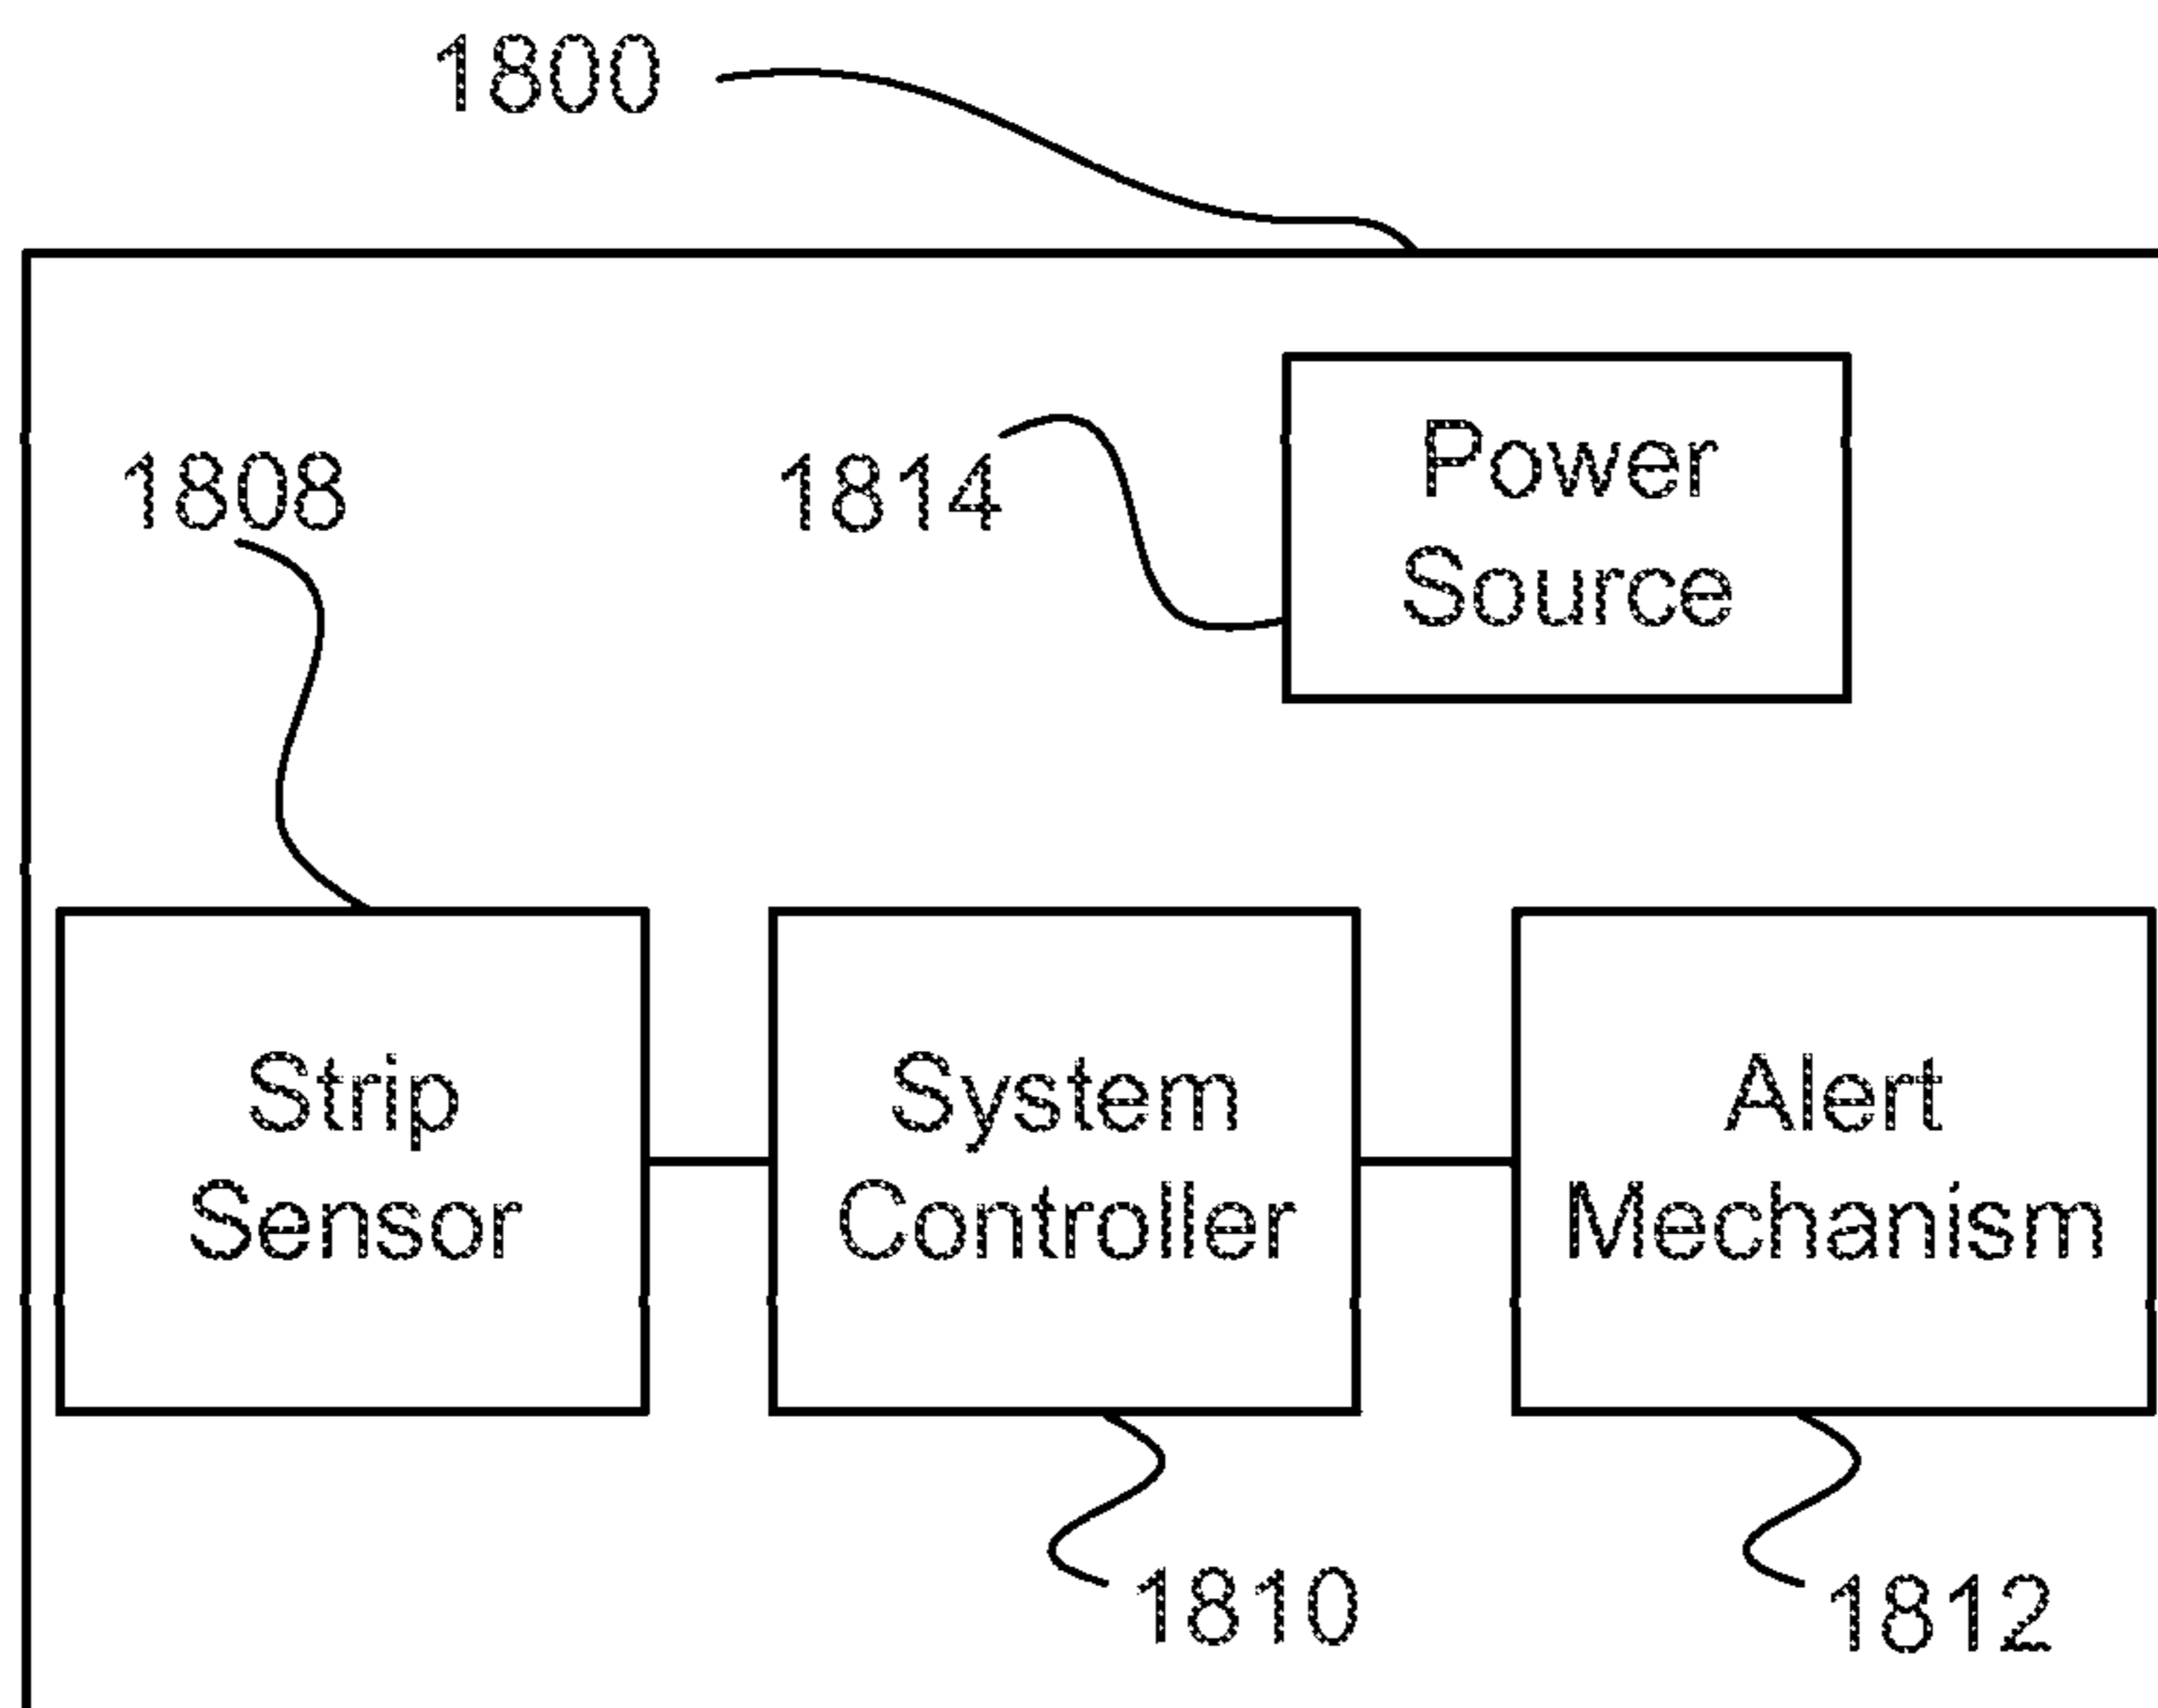 1800
1808
1814
Power
Source
Strip
Sensor
System
Controller
Alert
Mechanism
1810
1812